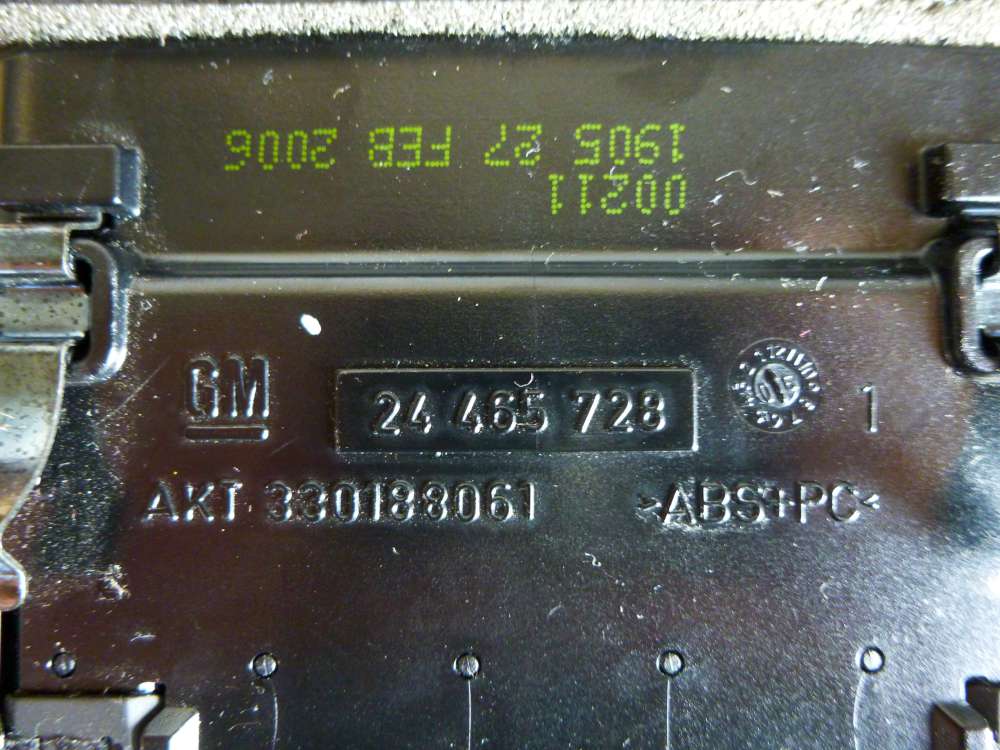 1905 27 FEB 2006
00211
GM 24 465 728 1
AKT 330188061 >ABS+PC<